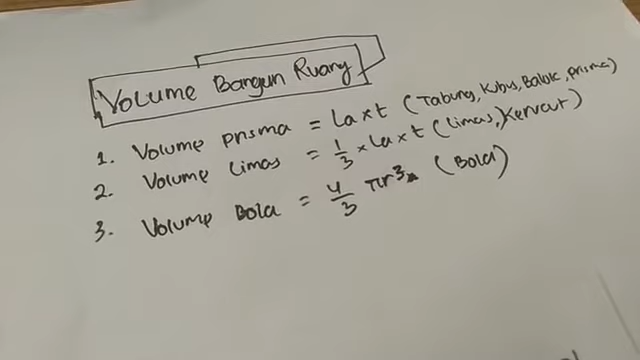 Volume Bangun Ruang
1. Volume prisma = La x t (Tabung, Kubus, Balok, prisma)
2. Volume limas = 1/3 x La x t (limas, Kerucut)
3. Volume Bola = 4/3 πr³ (Bola)